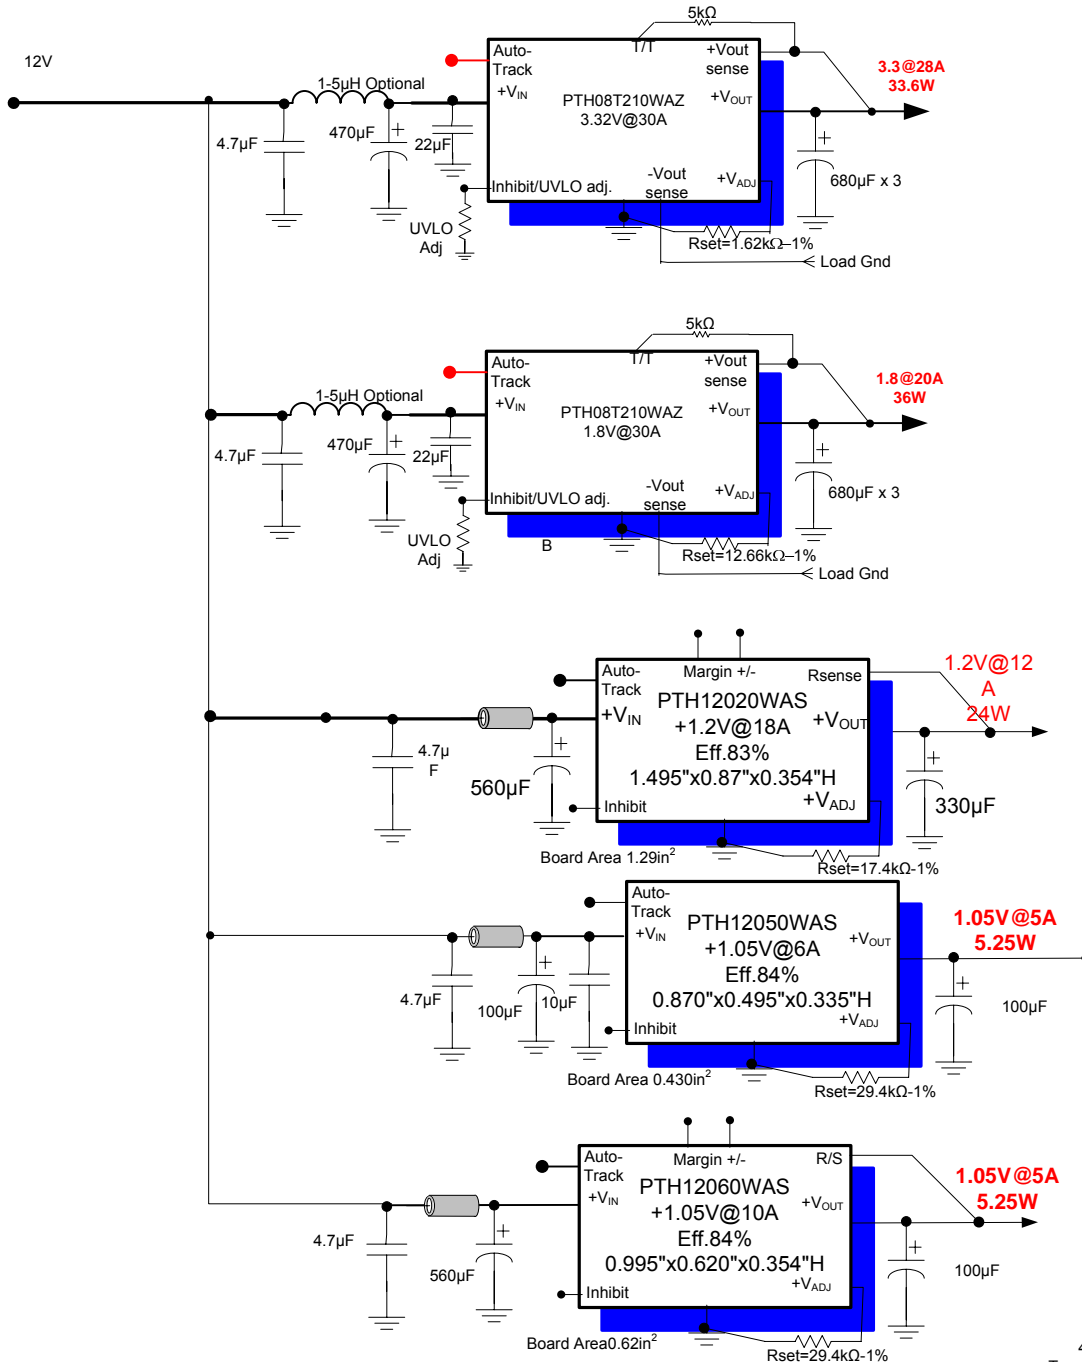 12V
1-5µH Optional
4.7µF
470µF
+
22µF
5kΩ
T/T
Auto-
Track
+VIN
PTH08T210WAZ
3.32V@30A
Inhibit/UVLO adj.
-Vout
sense
+Vout
sense
+VOUT
+VADJ
UVLO
Adj
Rset=1.62kΩ–1%
Load Gnd
+
680µF x 3
3.3@28A
33.6W
1-5µH Optional
4.7µF
470µF
+
22µF
5kΩ
T/T
Auto-
Track
+VIN
PTH08T210WAZ
1.8V@30A
Inhibit/UVLO adj.
-Vout
sense
+Vout
sense
+VOUT
+VADJ
UVLO
Adj
B
Rset=12.66kΩ–1%
Load Gnd
+
680µF x 3
1.8@20A
36W
4.7µ
F
560µF
+
Auto-
Track
Margin +/-
Rsense
+VIN
PTH12020WAS
+1.2V@18A
Eff.83%
1.495"x0.87"x0.354"H
+VOUT
+VADJ
Inhibit
Board Area 1.29in²
Rset=17.4kΩ-1%
+
330µF
1.2V@12
A
24W
4.7µF
100µF
+
10µF
Auto-
Track
+VIN
PTH12050WAS
+1.05V@6A
Eff.84%
0.870"x0.495"x0.335"H
+VOUT
+VADJ
Inhibit
Board Area 0.430in²
Rset=29.4kΩ-1%
+
100µF
1.05V@5A
5.25W
4.7µF
560µF
+
Auto-
Track
Margin +/-
R/S
+VIN
PTH12060WAS
+1.05V@10A
Eff.84%
0.995"x0.620"x0.354"H
+VOUT
+VADJ
Inhibit
Board Area0.62in²
Rset=29.4kΩ-1%
+
100µF
1.05V@5A
5.25W